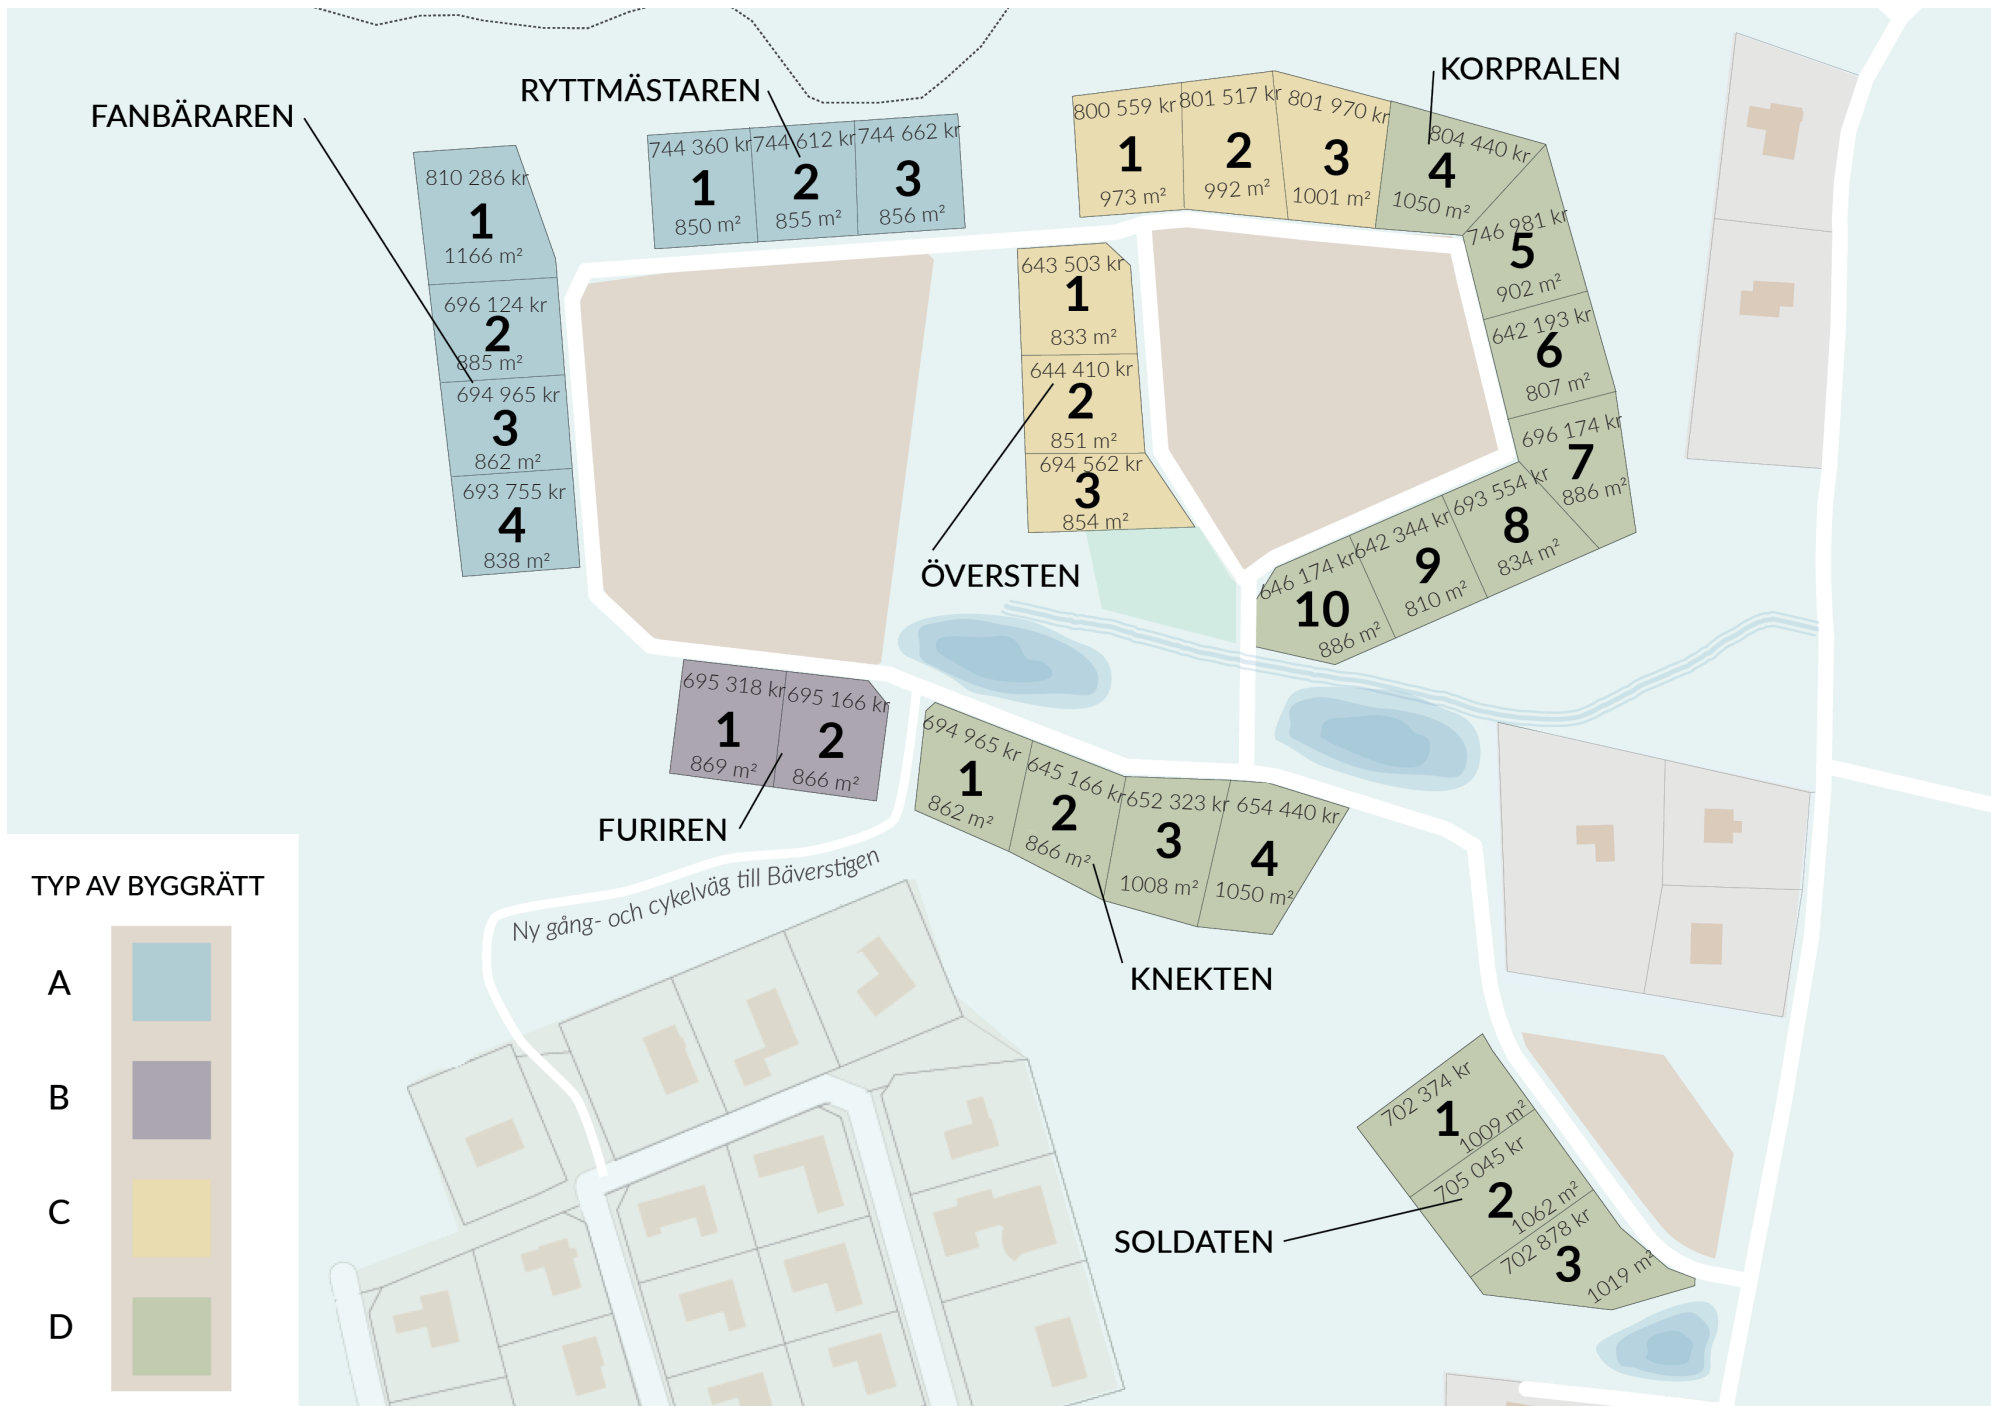 FANBÄRAREN
810 286 kr
1
1166 m²
696 124 kr
2
885 m²
694 965 kr
3
862 m²
693 755 kr
4
838 m²
RYTTMÄSTAREN
744 360 kr
1
850 m²
744 612 kr
2
855 m²
744 662 kr
3
856 m²
KORPRALEN
800 559 kr
1
973 m²
801 517 kr
2
992 m²
801 970 kr
3
1001 m²
804 440 kr
4
1050 m²
746 981 kr
5
902 m²
642 193 kr
6
807 m²
696 174 kr
7
886 m²
693 554 kr
8
834 m²
642 344 kr
9
810 m²
646 174 kr
10
886 m²
643 503 kr
1
833 m²
644 410 kr
2
851 m²
694 562 kr
3
854 m²
ÖVERSTEN
695 318 kr
1
869 m²
695 166 kr
2
866 m²
FURIREN
694 965 kr
1
862 m²
645 166 kr
2
866 m²
652 323 kr
3
1008 m²
654 440 kr
4
1050 m²
KNEKTEN
Ny gång- och cykelväg till Bäverstigen
702 374 kr
1
1009 m²
705 045 kr
2
1062 m²
702 878 kr
3
1019 m²
SOLDATEN
TYP AV BYGGRÄTT
A
B
C
D